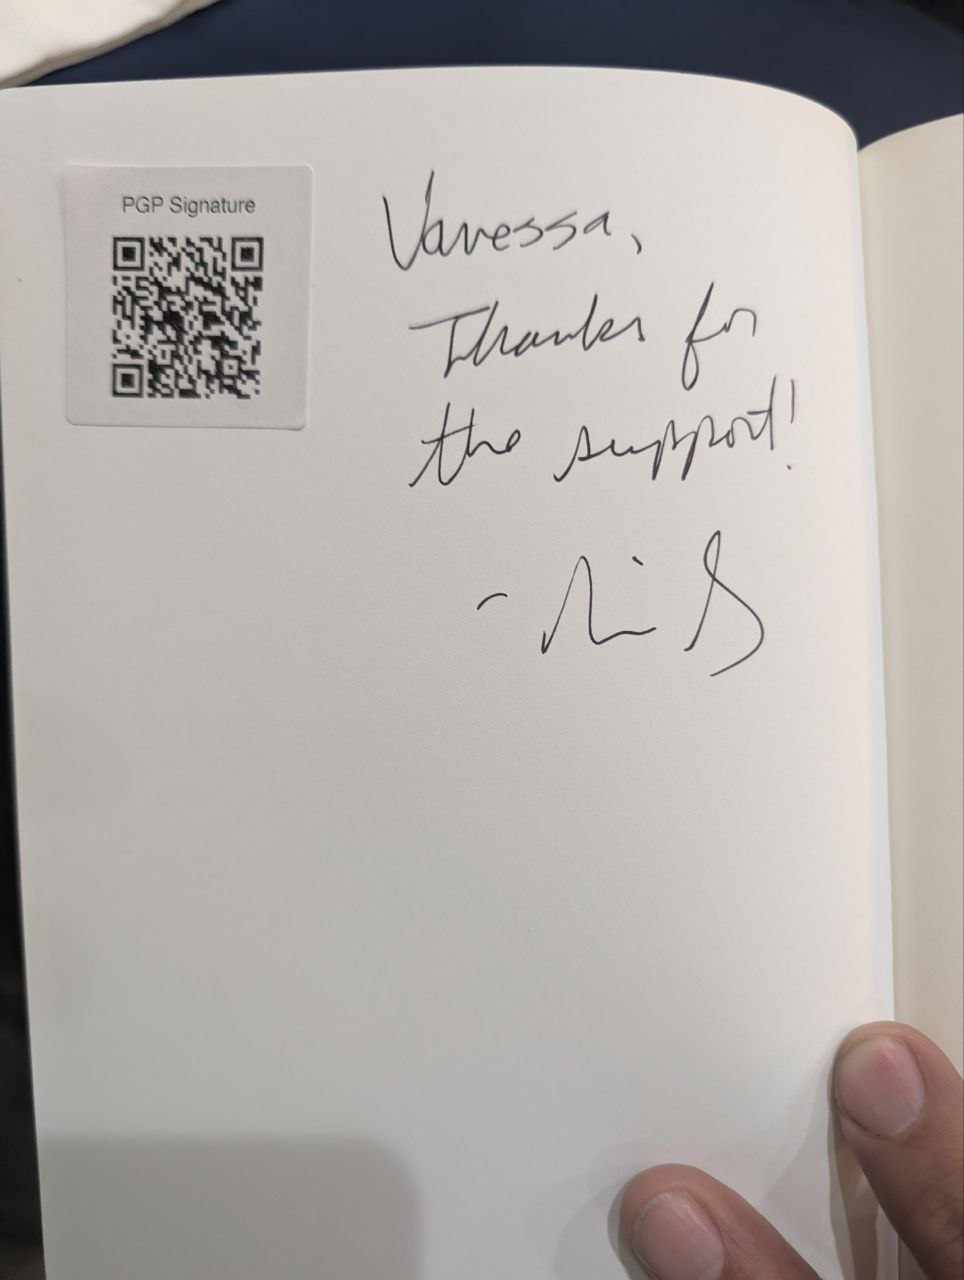 PGP Signature
Vanessa,
Thanks for
the support!